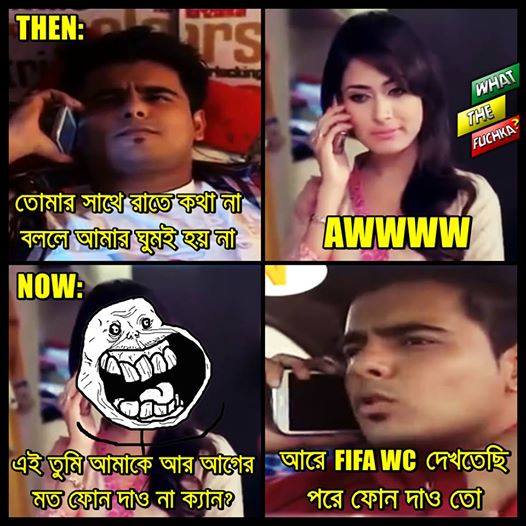 THEN:
তোমার সাথে রাতে কথা না
বললে আমার ঘুমই হয় না
WHAT
THE
FUCHKA?
AWWWW
NOW:
এই তুমি আমাকে আর আগের
মত ফোন দাও না ক্যান?
আরে FIFA WC দেখতেছি
পরে ফোন দাও তো